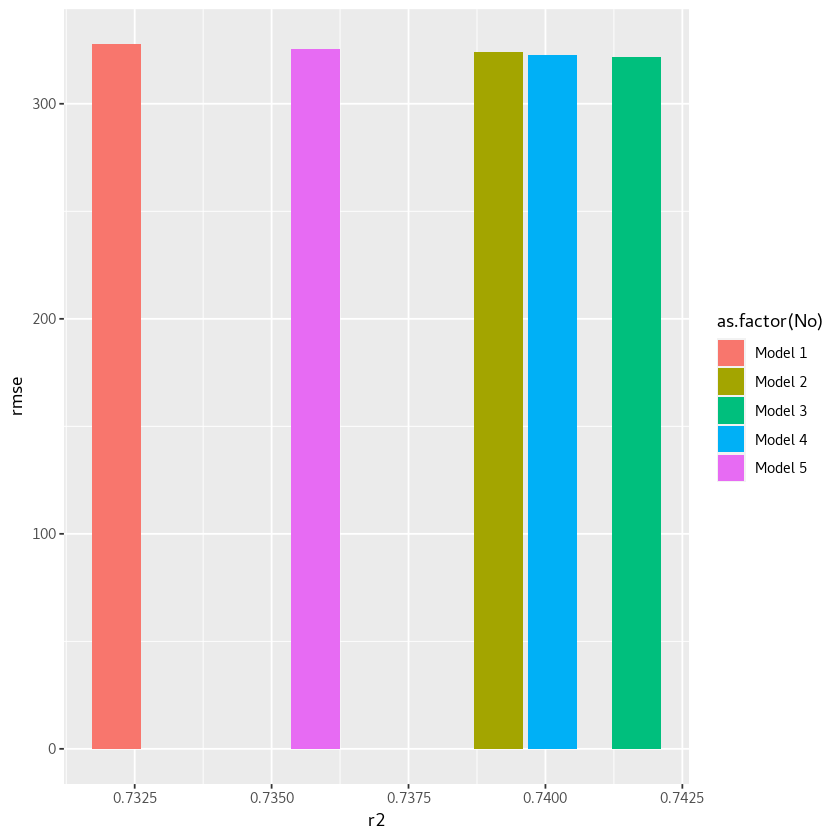 300
200
100
0
rmse
0.7325
0.7350
0.7375
0.7400
0.7425
r2
as.factor(No)
Model 1
Model 2
Model 3
Model 4
Model 5